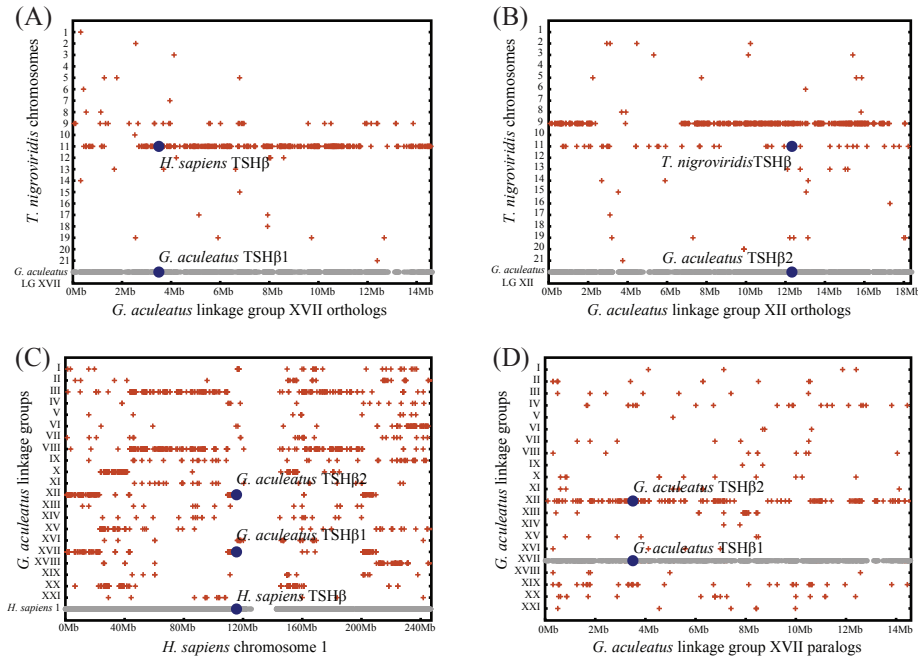 (A)
T. nigroviridis chromosomes
1
2
3
4
5
6
7
8
9
10
11
12
13
14
15
16
17
18
19
20
21
G. aculeatus
LG XVII
H. sapiens TSHβ
G. aculeatus TSHβ1
0Mb 2Mb 4Mb 6Mb 8Mb 10Mb 12Mb 14Mb
G. aculeatus linkage group XVII orthologs
(B)
T. nigroviridis chromosomes
1
2
3
4
5
6
7
8
9
10
11
12
13
14
15
16
17
18
19
20
21
G. aculeatus
LG XII
T. nigroviridisTSHβ
G. aculeatus TSHβ2
0Mb 2Mb 4Mb 6Mb 8Mb 10Mb 12Mb 14Mb 16Mb 18Mb
G. aculeatus linkage group XII orthologs
(C)
G. aculeatus linkage groups
I
II
III
IV
V
VI
VII
VIII
IX
X
XI
XII
XIII
XIV
XV
XVI
XVII
XVIII
XIX
XX
XXI
H. sapiens 1
G. aculeatus TSHβ2
G. aculeatus TSHβ1
H. sapiens TSHβ
0Mb 40Mb 80Mb 120Mb 160Mb 200Mb 240Mb
H. sapiens chromosome 1
(D)
G. aculeatus linkage groups
I
II
III
IV
V
VI
VII
VIII
IX
X
XI
XII
XIII
XIV
XV
XVI
XVII
XVIII
XIX
XX
XXI
G. aculeatus TSHβ2
G. aculeatus TSHβ1
0Mb 2Mb 4Mb 6Mb 8Mb 10Mb 12Mb 14Mb
G. aculeatus linkage group XVII paralogs